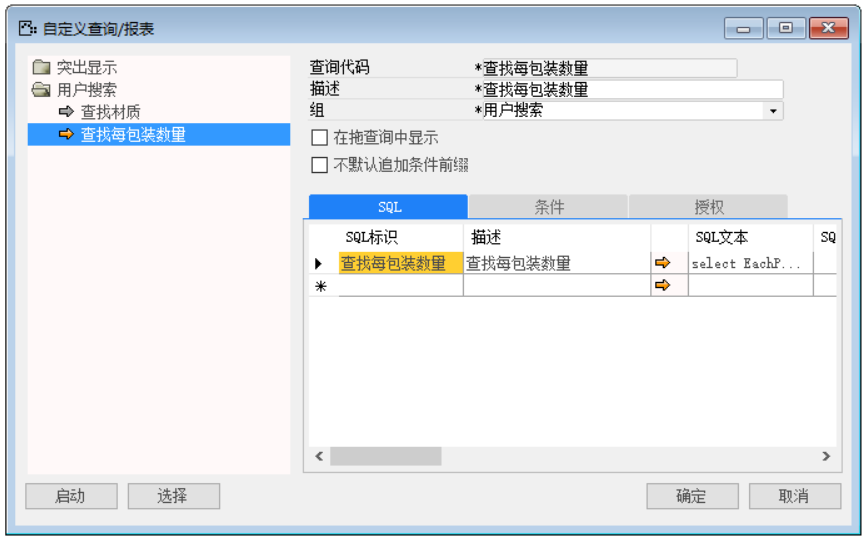 自定义查询/报表
突出显示
用户搜索
查找材质
查找每包装数量
查询代码 *查找每包装数量
描述 *查找每包装数量
组 *用户搜索
在拖查询中显示
不默认追加条件前缀
SQL 条件 授权
SQL标识 描述 SQL文本 SQ
查找每包装数量 查找每包装数量 select EachP...
启动 选择 确定 取消